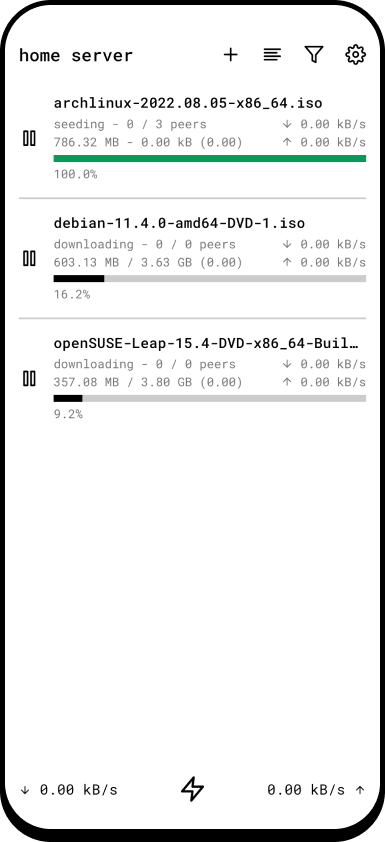 home server
archlinux-2022.08.05-x86_64.iso
seeding - 0 / 3 peers ↓ 0.00 kB/s
786.32 MB - 0.00 kB (0.00) ↑ 0.00 kB/s
100.0%
debian-11.4.0-amd64-DVD-1.iso
downloading - 0 / 0 peers ↓ 0.00 kB/s
603.13 MB / 3.63 GB (0.00) ↑ 0.00 kB/s
16.2%
openSUSE-Leap-15.4-DVD-x86_64-Buil…
downloading - 0 / 0 peers ↓ 0.00 kB/s
357.08 MB / 3.80 GB (0.00) ↑ 0.00 kB/s
9.2%
↓ 0.00 kB/s 0.00 kB/s ↑